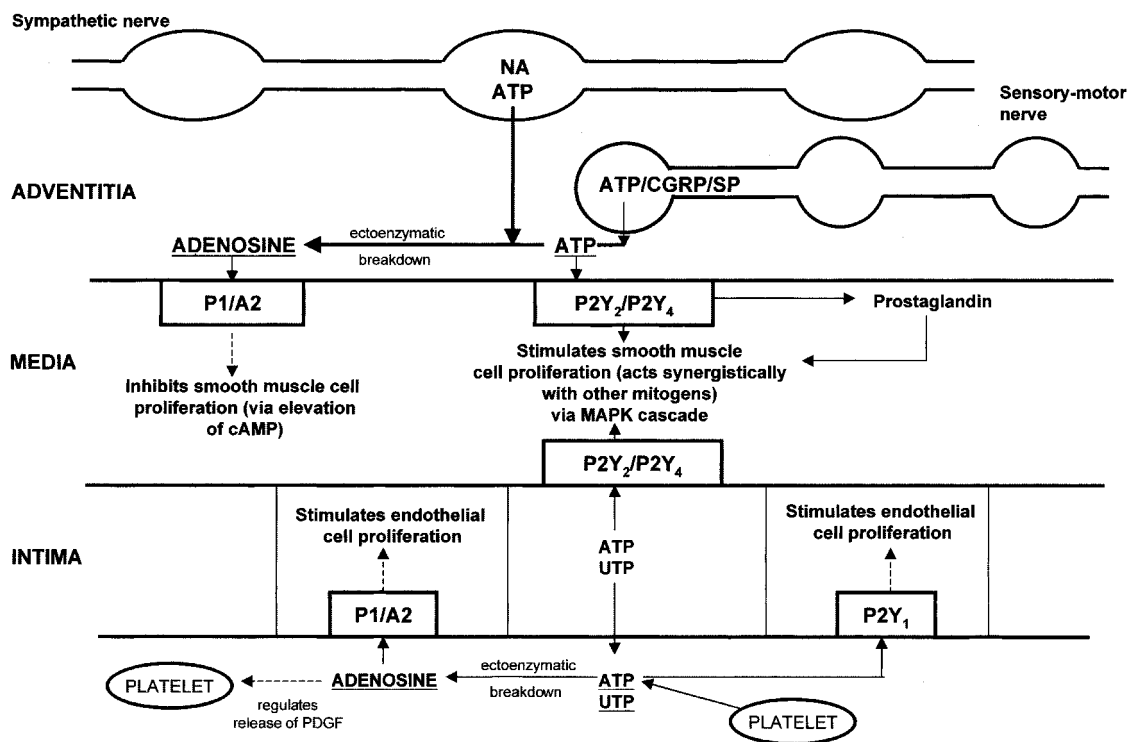 Sympathetic nerve
NA
ATP
Sensory-motor
nerve
ATP/CGRP/SP
ADVENTITIA
ADENOSINE
ectoenzymatic
breakdown
ATP
P1/A2
P2Y₂/P2Y₄
Prostaglandin
MEDIA
Inhibits smooth muscle cell
proliferation (via elevation
of cAMP)
Stimulates smooth muscle
cell proliferation (acts synergistically
with other mitogens)
via MAPK cascade
P2Y₂/P2Y₄
INTIMA
Stimulates endothelial
cell proliferation
ATP
UTP
Stimulates endothelial
cell proliferation
P1/A2
P2Y₁
PLATELET
regulates
release of PDGF
ADENOSINE
ectoenzymatic
breakdown
ATP
UTP
PLATELET